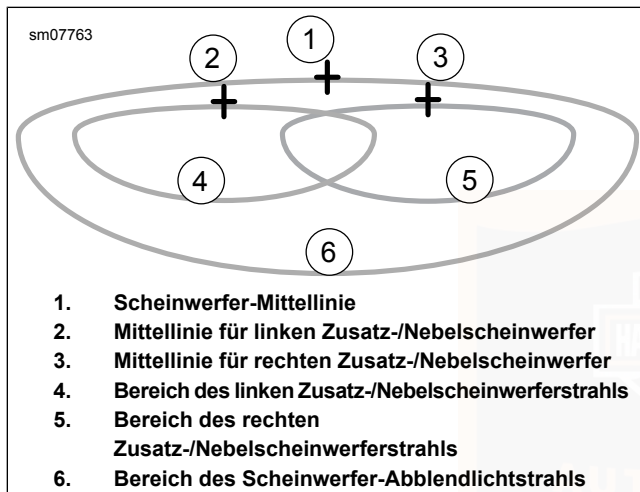 sm07763
1
2
3
4
5
6
1. Scheinwerfer-Mittellinie
2. Mittellinie für linken Zusatz-/Nebelscheinwerfer
3. Mittellinie für rechten Zusatz-/Nebelscheinwerfer
4. Bereich des linken Zusatz-/Nebelscheinwerferstrahls
5. Bereich des rechten
Zusatz-/Nebelscheinwerferstrahls
6. Bereich des Scheinwerfer-Abblendlichtstrahls